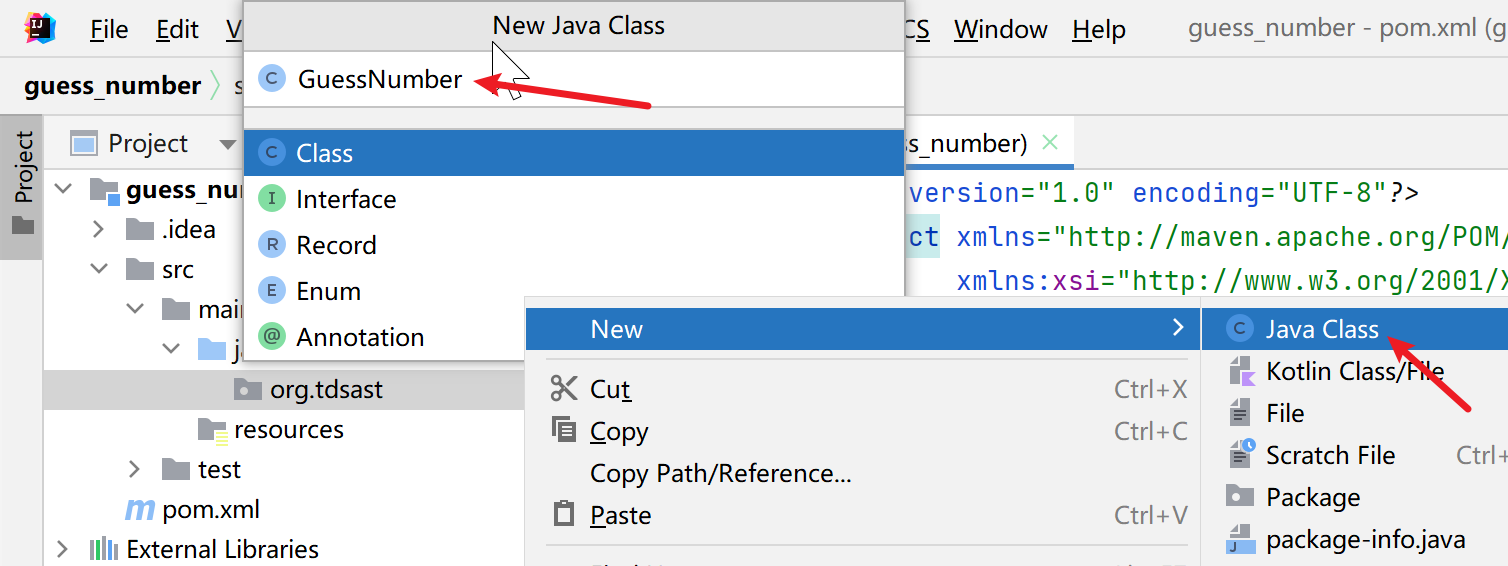 File Edit V New Java Class CS Window Help guess_number - pom.xml (g
guess_number GuessNumber
Project
Project
Class
s_number)
guess_nu
Interface
version="1.0" encoding="UTF-8"?>
.idea
Record
ct xmlns="http://maven.apache.org/POM/
src
Enum
xmlns:xsi="http://www.w3.org/2001/X
mai
Annotation
New
Java Class
org.tdsast
Cut Ctrl+X
Kotlin Class/File
resources
Copy Ctrl+C
File
test
Copy Path/Reference...
Scratch File Ctrl+
pom.xml
Paste Ctrl+V
Package
External Libraries
package-info.java